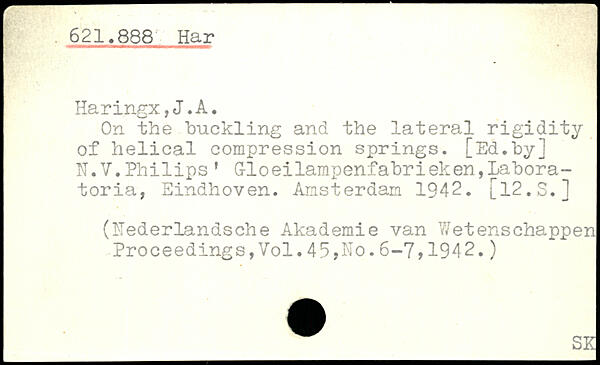 621.888 Har
Haringx,J.A.
On the buckling and the lateral rigidity
of helical compression springs. [Ed.by]
N.V.Philips' Gloeilampenfabrieken,Labora-
toria, Eindhoven. Amsterdam 1942. [12.S.]
(Nederlandsche Akademie van Wetenschappen
Proceedings,Vol.45,No.6-7,1942.)
SK